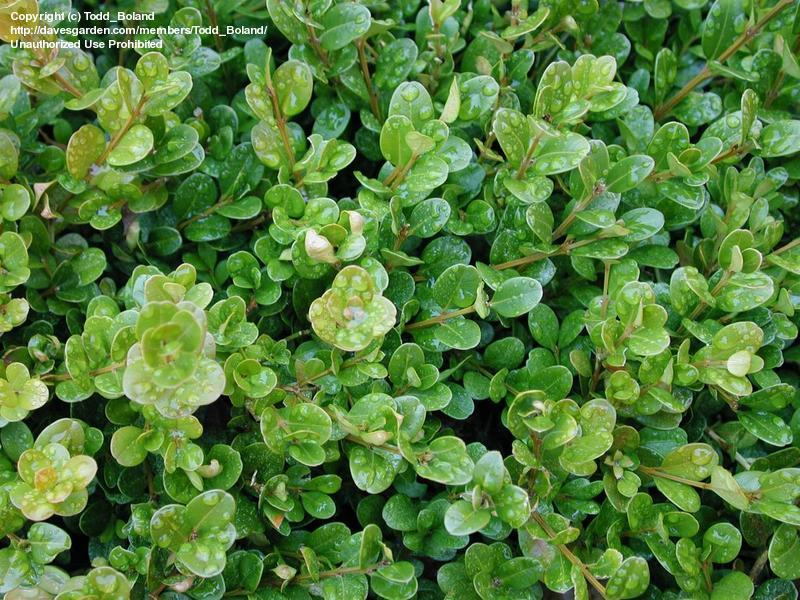 Copyright (c) Todd_Boland
http://davesgarden.com/members/Todd_Boland/
Unauthorized Use Prohibited